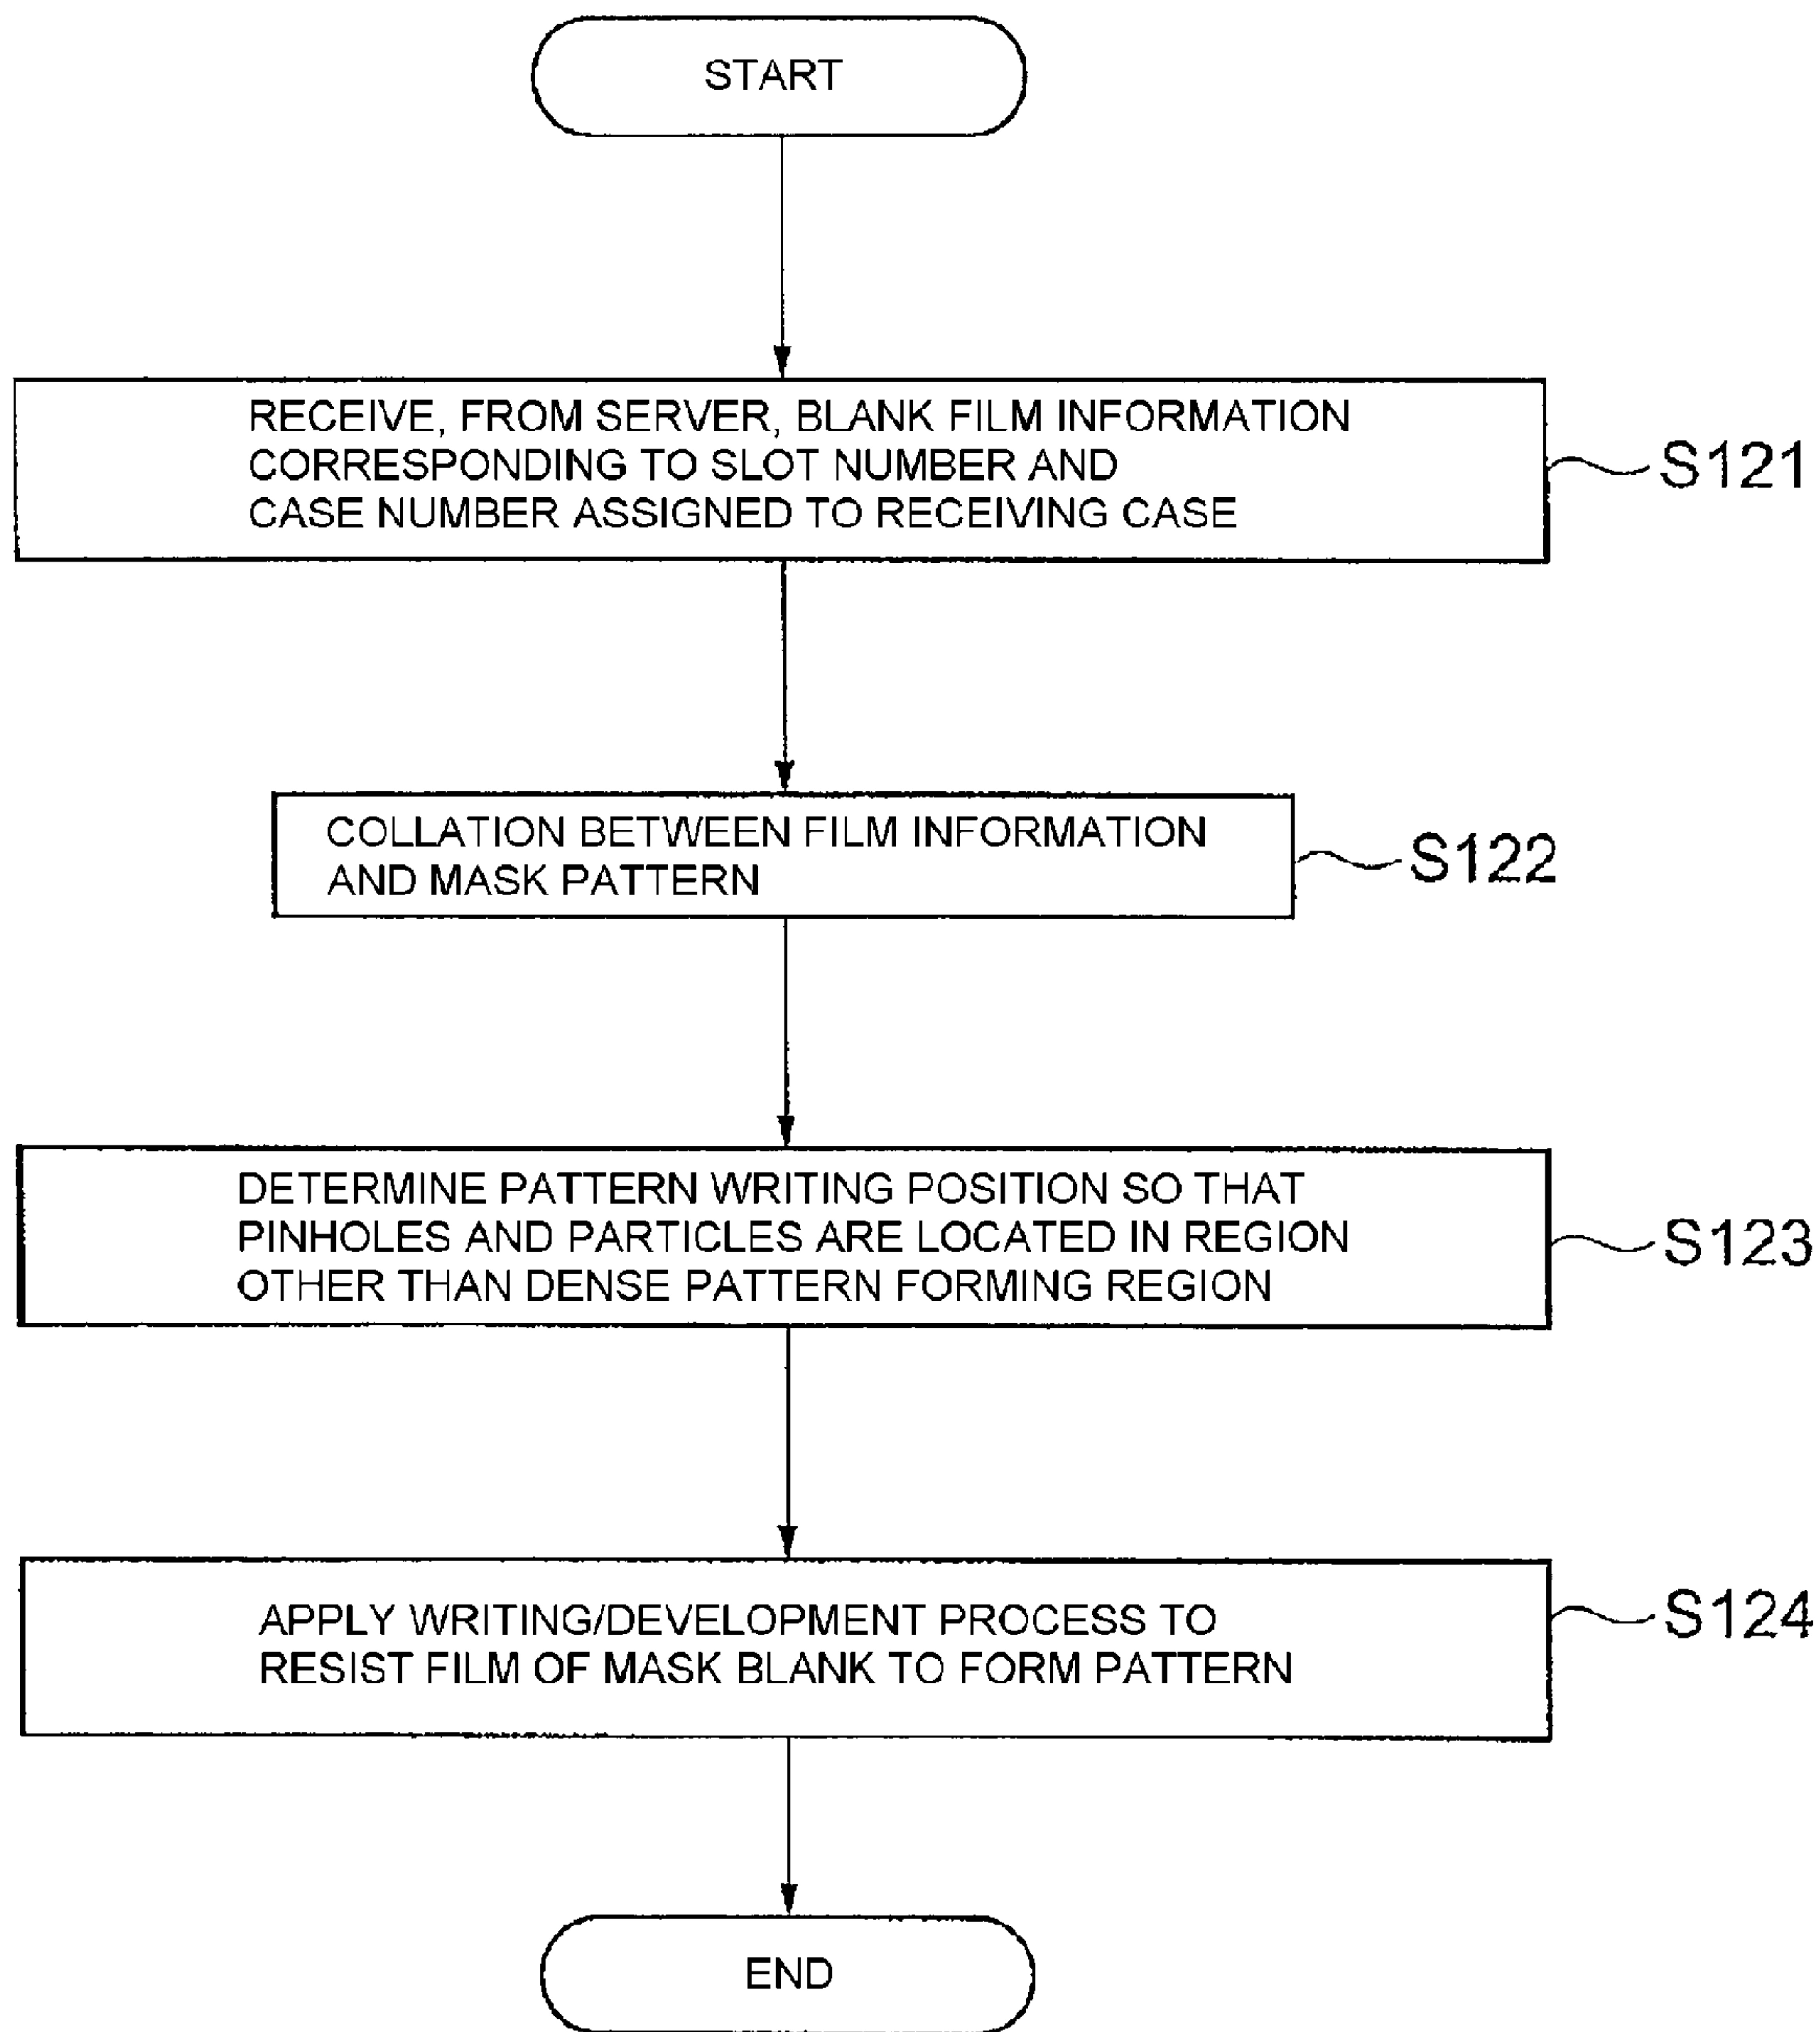 START
RECEIVE, FROM SERVER, BLANK FILM INFORMATION
CORRESPONDING TO SLOT NUMBER AND
CASE NUMBER ASSIGNED TO RECEIVING CASE
S121
COLLATION BETWEEN FILM INFORMATION
AND MASK PATTERN
S122
DETERMINE PATTERN WRITING POSITION SO THAT
PINHOLES AND PARTICLES ARE LOCATED IN REGION
OTHER THAN DENSE PATTERN FORMING REGION
S123
APPLY WRITING/DEVELOPMENT PROCESS TO
RESIST FILM OF MASK BLANK TO FORM PATTERN
S124
END